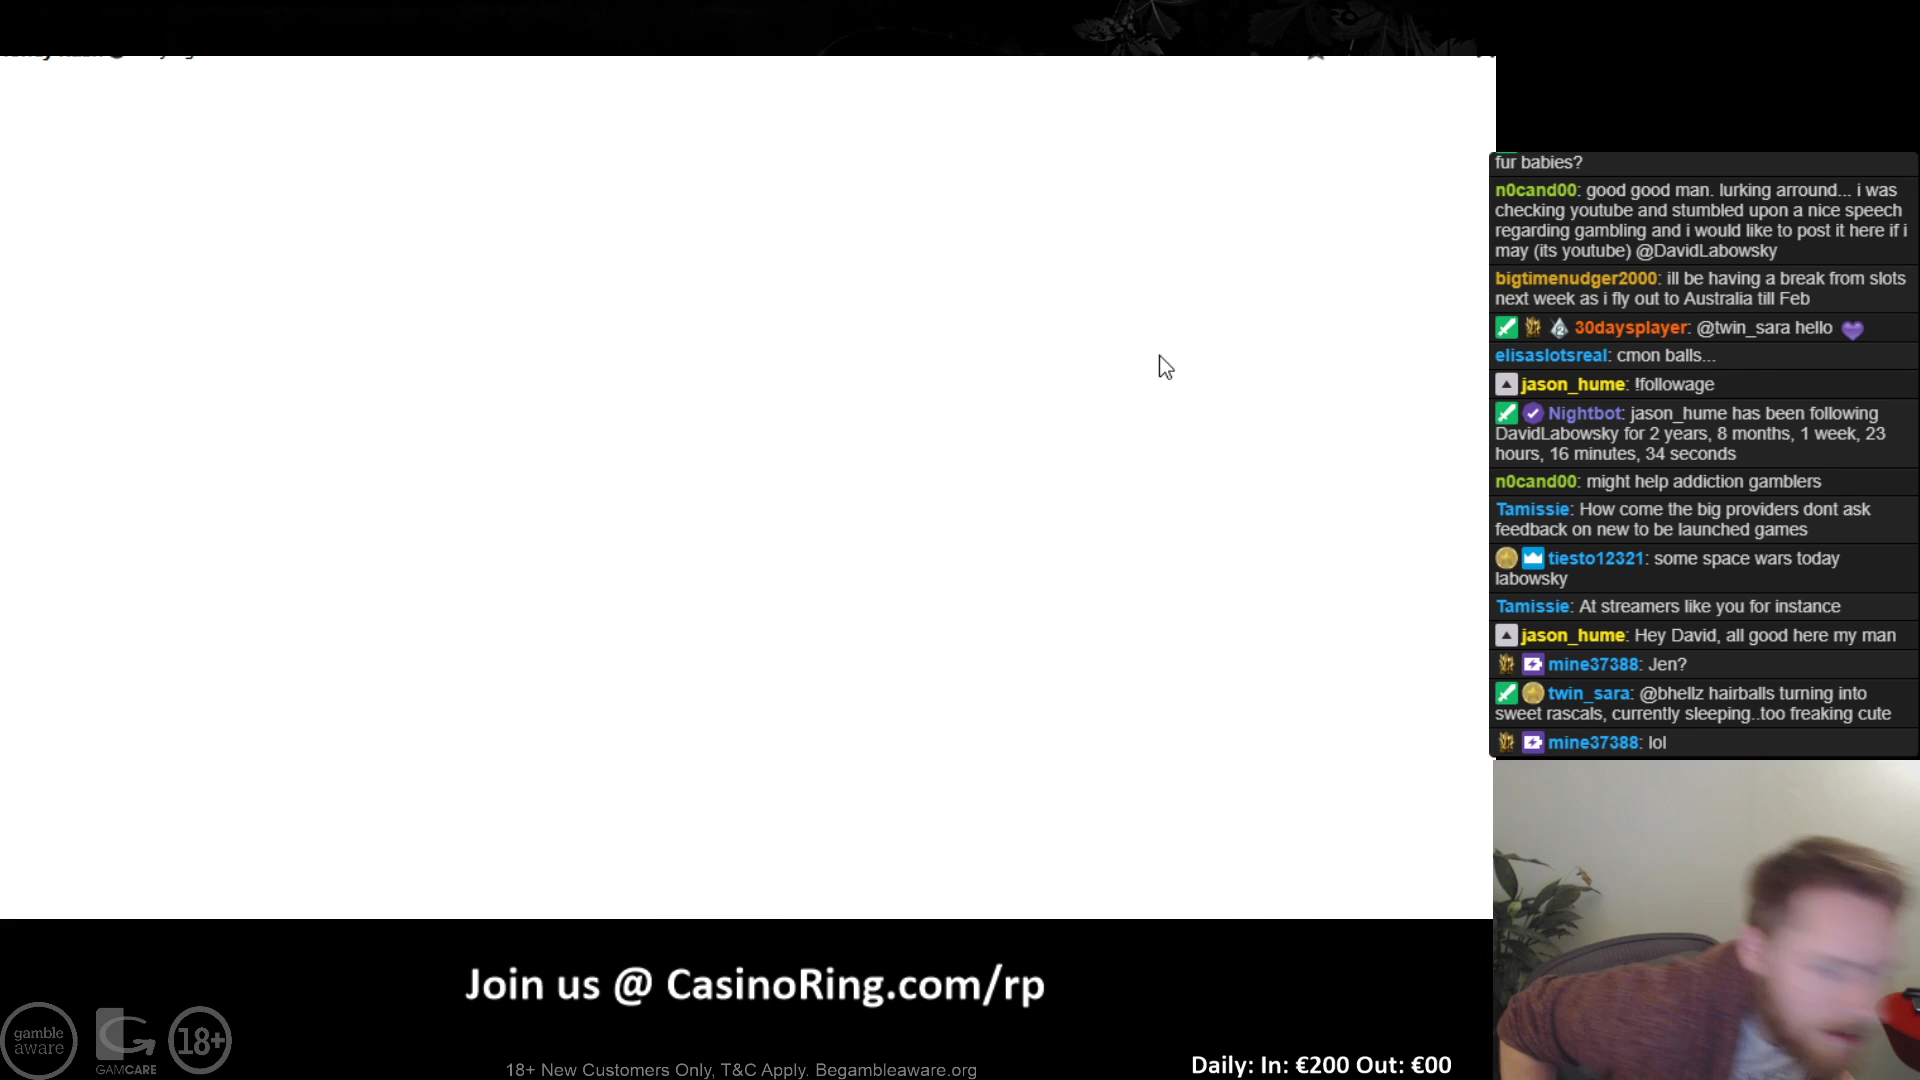 fur babies?
n0cand00: good good man. lurking arround... i was
checking youtube and stumbled upon a nice speech
regarding gambling and i would like to post it here if i
may (its youtube) @DavidLabowsky
bigtimenudger2000: ill be having a break from slots
next week as i fly out to Australia till Feb
30daysplayer: @twin_sara hello
elisaslotsreal: cmon balls...
jason_hume: !followage
Nightbot: jason_hume has been following
DavidLabowsky for 2 years, 8 months, 1 week, 23
hours, 16 minutes, 34 seconds
n0cand00: might help addiction gamblers
Tamissie: How come the big providers dont ask
feedback on new to be launched games
tiesto12321: some space wars today
labowsky
Tamissie: At streamers like you for instance
jason_hume: Hey David, all good here my man
mine37388: Jen?
twin_sara: @bhellz hairballs turning into
sweet rascals, currently sleeping..too freaking cute
mine37388: lol
Join us @ CasinoRing.com/rp
gamble
aware
GAMCARE
18+
18+ New Customers Only, T&C Apply. Begambleaware.org
Daily: In: €200 Out: €00